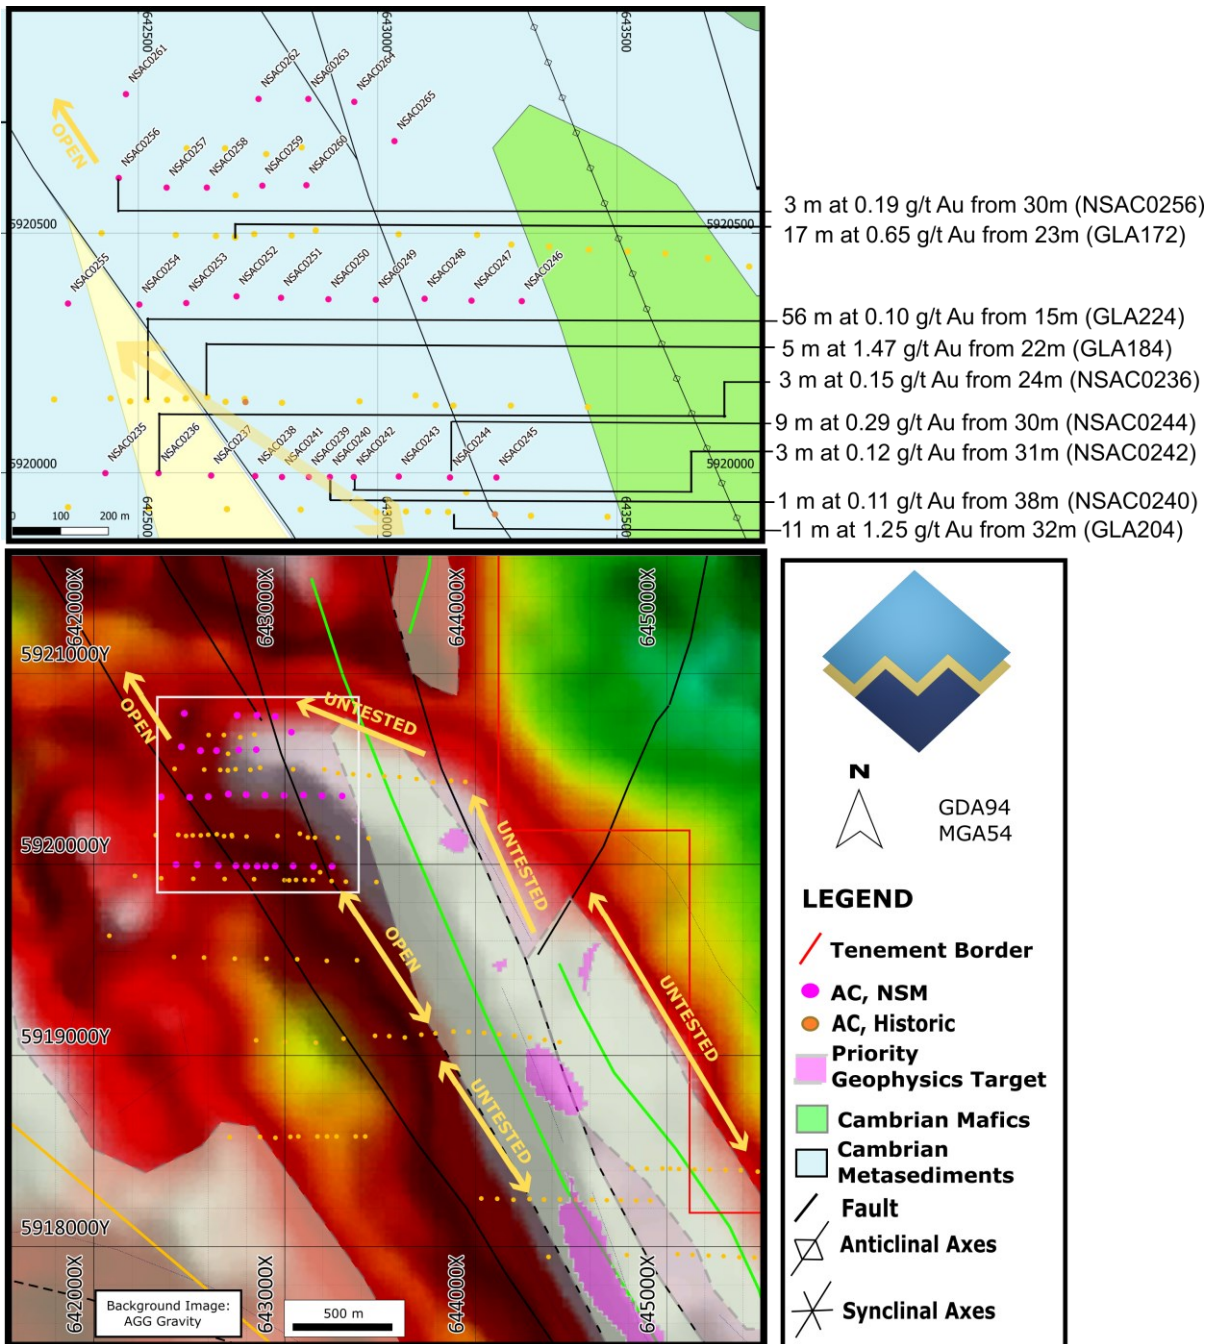 642500
643000
643500
NSAC0261
NSAC0262
NSAC0263
NSAC0264
NSAC0265
OPEN
NSAC0256
NSAC0257
NSAC0258
NSAC0259
NSAC0260
3 m at 0.19 g/t Au from 30m (NSAC0256)
5920500
5920500
17 m at 0.65 g/t Au from 23m (GLA172)
NSAC0255
NSAC0254
NSAC0253
NSAC0252
NSAC0251
NSAC0250
NSAC0249
NSAC0248
NSAC0247
NSAC0246
56 m at 0.10 g/t Au from 15m (GLA224)
5 m at 1.47 g/t Au from 22m (GLA184)
3 m at 0.15 g/t Au from 24m (NSAC0236)
9 m at 0.29 g/t Au from 30m (NSAC0244)
3 m at 0.12 g/t Au from 31m (NSAC0242)
1 m at 0.11 g/t Au from 38m (NSAC0240)
11 m at 1.25 g/t Au from 32m (GLA204)
NSAC0235
NSAC0236
NSAC0237
NSAC0238
NSAC0241
NSAC0239
NSAC0240
NSAC0242
NSAC0243
NSAC0244
NSAC0245
5920000
5920000
0 100 200 m
642500
643000
643500
642000X
643000X
644000X
645000X
5921000Y
OPEN
UNTESTED
UNTESTED
5920000Y
OPEN
UNTESTED
5919000Y
UNTESTED
5918000Y
642000X
643000X
644000X
645000X
Background Image:
AGG Gravity
500 m
N
GDA94
MGA54
LEGEND
Tenement Border
AC, NSM
AC, Historic
Priority
Geophysics Target
Cambrian Mafics
Cambrian
Metasediments
Fault
Anticlinal Axes
Synclinal Axes